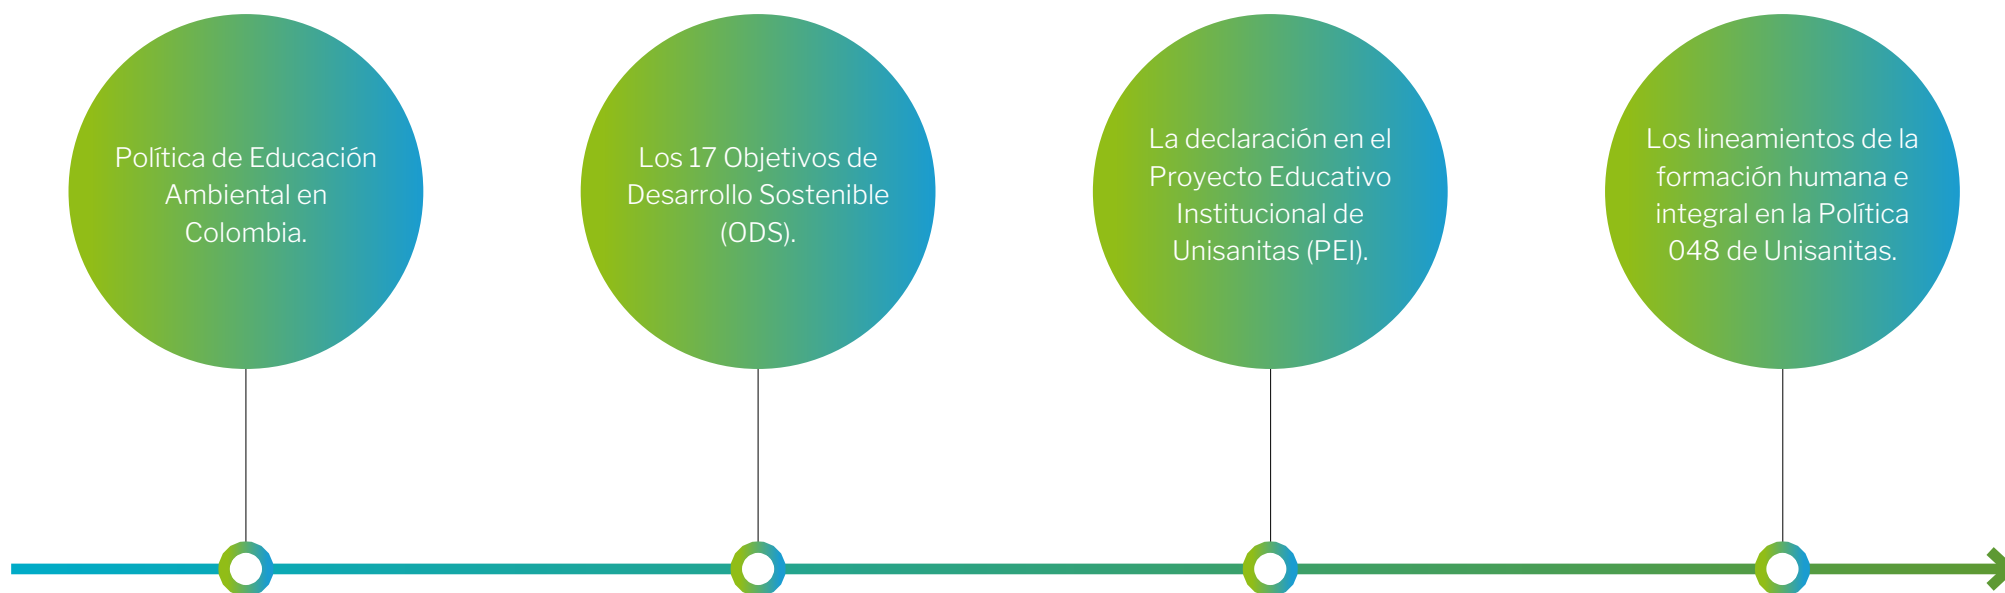 Política de Educación
Ambiental en
Colombia.
Los 17 Objetivos de
Desarrollo Sostenible
(ODS).
La declaración en el
Proyecto Educativo
Institucional de
Unisanitas (PEI).
Los lineamientos de la
formación humana e
integral en la Política
048 de Unisanitas.